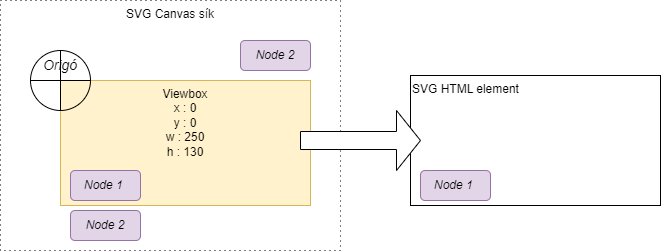 SVG Canvas sík
Node 2
Origó
Viewbox
x : 0
y : 0
w : 250
h : 130
Node 1
Node 2
SVG HTML element
Node 1